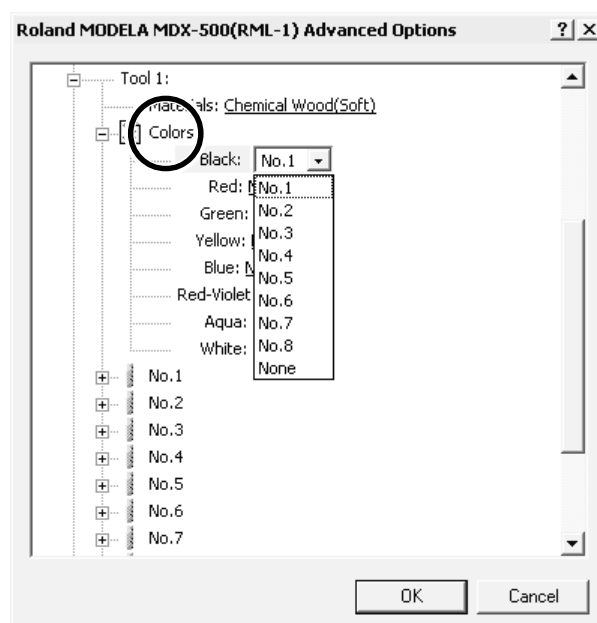 Roland MODELA MDX-500(RML-1) Advanced Options ? ×
Tool 1:
Materials: Chemical Wood(Soft)
Colors
Black: No.1
Red: No.1
Green: No.2
Yellow: No.3
No.4
Blue: No.5
Red-Violet No.6
Aqua: No.7
White: No.8
None
No.1
No.2
No.3
No.4
No.5
No.6
No.7
OK Cancel